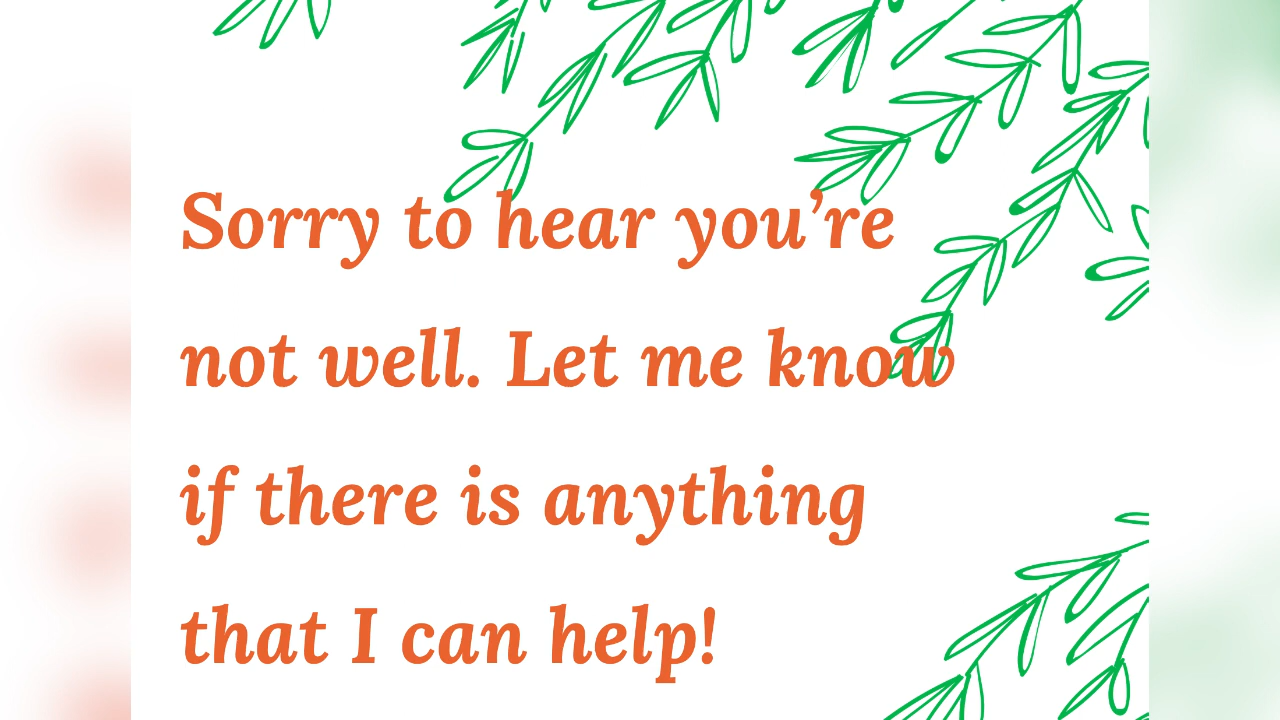 Sorry to hear you’re
not well. Let me know
if there is anything
that I can help!